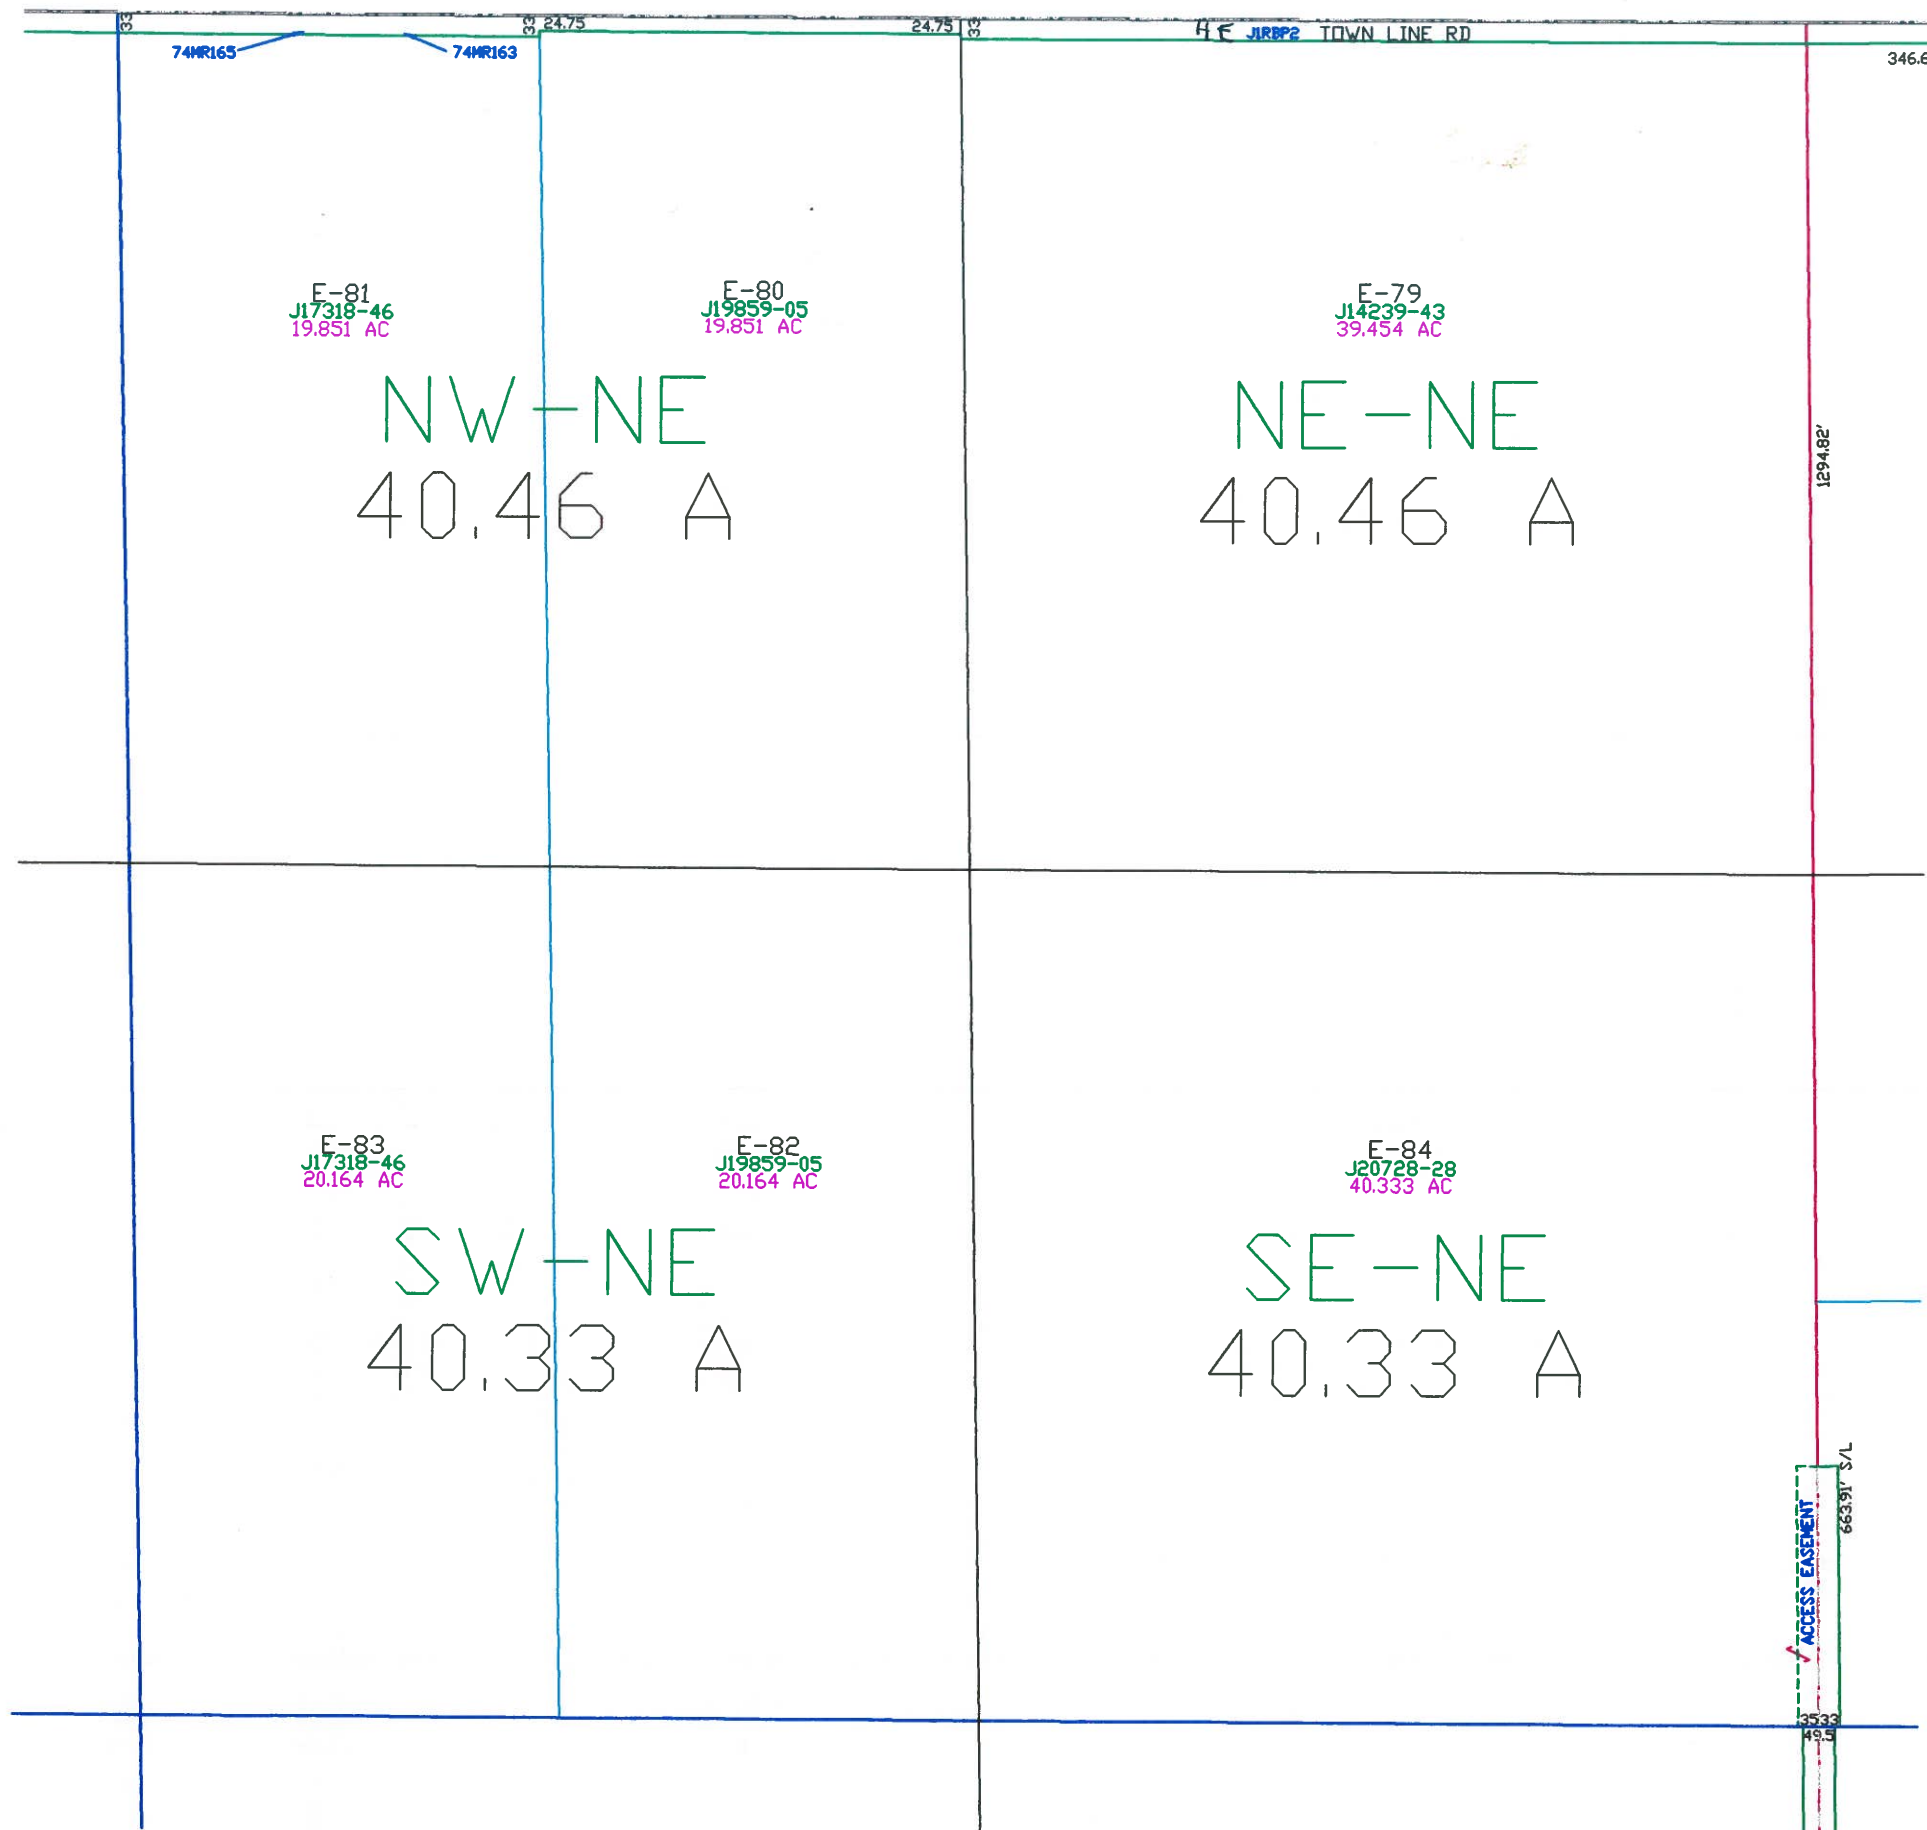 33
33
24.75
24.75
33
4E J1RBP2 TOWN LINE RD
74MR165
74MR163
346.6
E-81
J17318-46
19.851 AC
E-80
J19859-05
19.851 AC
E-79
J14239-43
39.454 AC
NW-NE
40.46 A
NE-NE
40.46 A
1294.82'
E-83
J17318-46
20.164 AC
E-82
J19859-05
20.164 AC
E-84
J20728-28
40.333 AC
SW-NE
40.33 A
SE-NE
40.33 A
663.91' S/L
ACCESS EASEMENT
3533
49.5